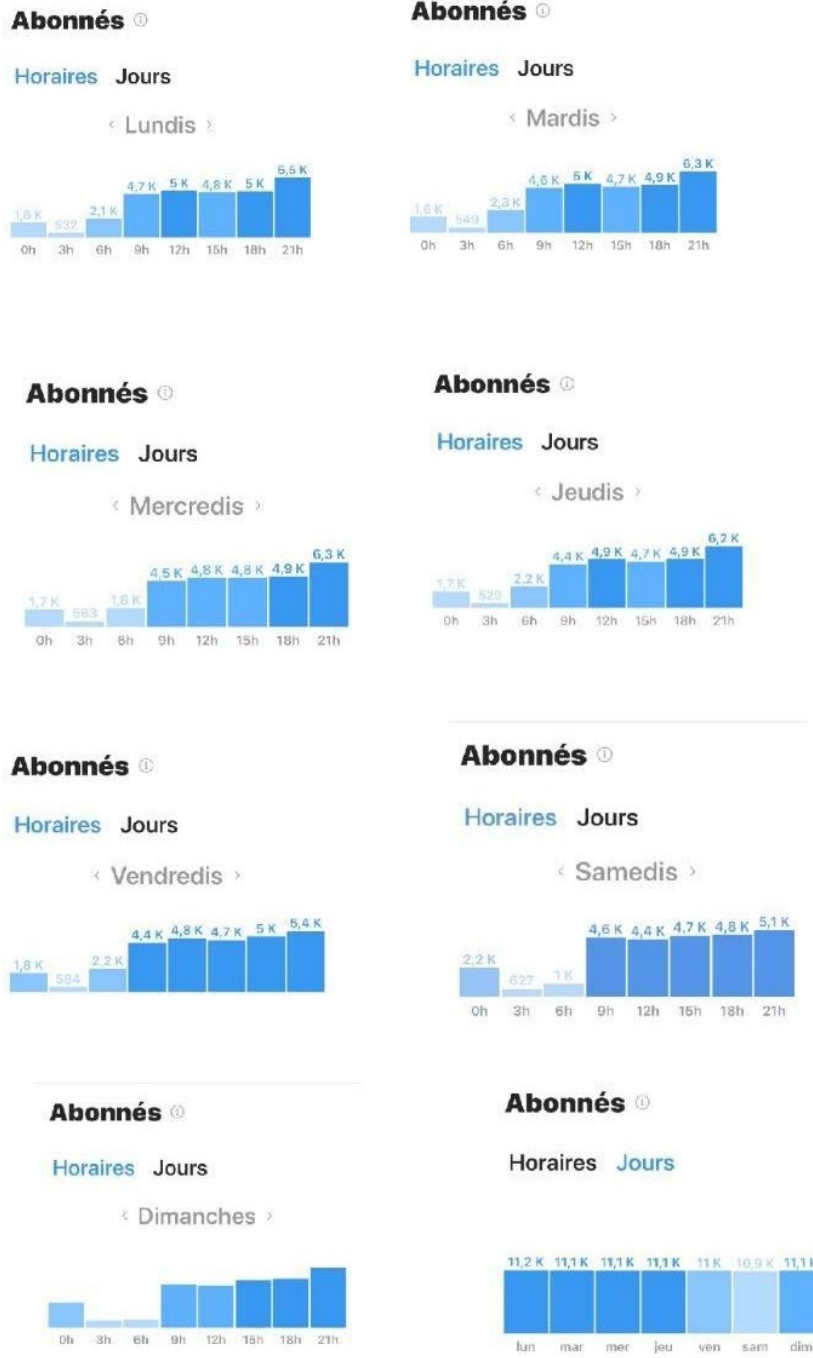 Abonnés
Horaires Jours
< Lundis >
1,6 K 532 2,1 K 4,7 K 5 K 4,8 K 5 K 6,5 K
0h 3h 6h 9h 12h 15h 18h 21h
Abonnés
Horaires Jours
< Mardis >
1,6 K 549 2,3 K 4,6 K 5 K 4,7 K 4,9 K 6,3 K
0h 3h 6h 9h 12h 15h 18h 21h
Abonnés
Horaires Jours
< Mercredis >
1,7 K 563 1,8 K 4,5 K 4,8 K 4,8 K 4,9 K 6,3 K
0h 3h 6h 9h 12h 15h 18h 21h
Abonnés
Horaires Jours
< Jeudis >
1,7 K 529 2,2 K 4,4 K 4,9 K 4,7 K 4,9 K 6,2 K
0h 3h 6h 9h 12h 15h 18h 21h
Abonnés
Horaires Jours
< Vendredis >
1,8 K 584 2,2 K 4,4 K 4,8 K 4,7 K 5 K 5,4 K
Abonnés
Horaires Jours
< Samedis >
2,2 K 627 1 K 4,6 K 4,4 K 4.7 K 4,8 K 5,1 K
0h 3h 6h 9h 12h 15h 18h 21h
Abonnés
Horaires Jours
< Dimanches >
0h 3h 6h 9h 12h 15h 18h 21h
Abonnés
Horaires Jours
11,2 K 11,1 K 11,1 K 11,1 K 11 K 10,9 K 11,1 K
lun mar mer jeu ven sam dim